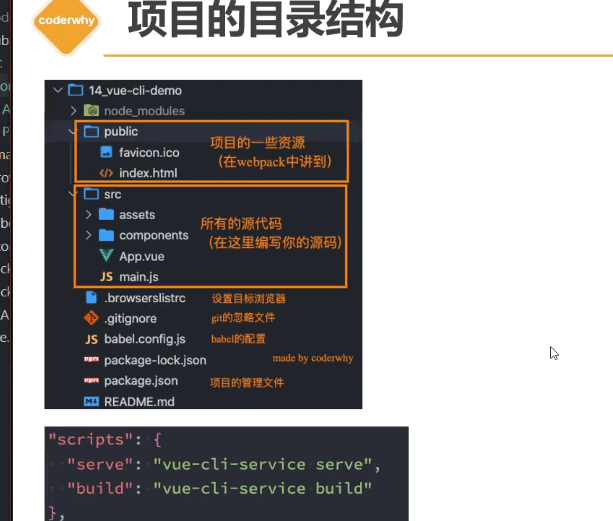 coderwhy
项目的目录结构
14_vue-cli-demo
node_modules
public
项目的一些资源
favicon.ico
（在webpack中讲到）
index.html
src
assets
所有的源代码
components
（在这里编写你的源码）
App.vue
JS main.js
.browserslistrc 设置目标浏览器
.gitignore git的忽略文件
JS babel.config.js babel的配置
package-lock.json made by coderwhy
package.json 项目的管理文件
README.md
"scripts": {
"serve": "vue-cli-service serve",
"build": "vue-cli-service build"
},